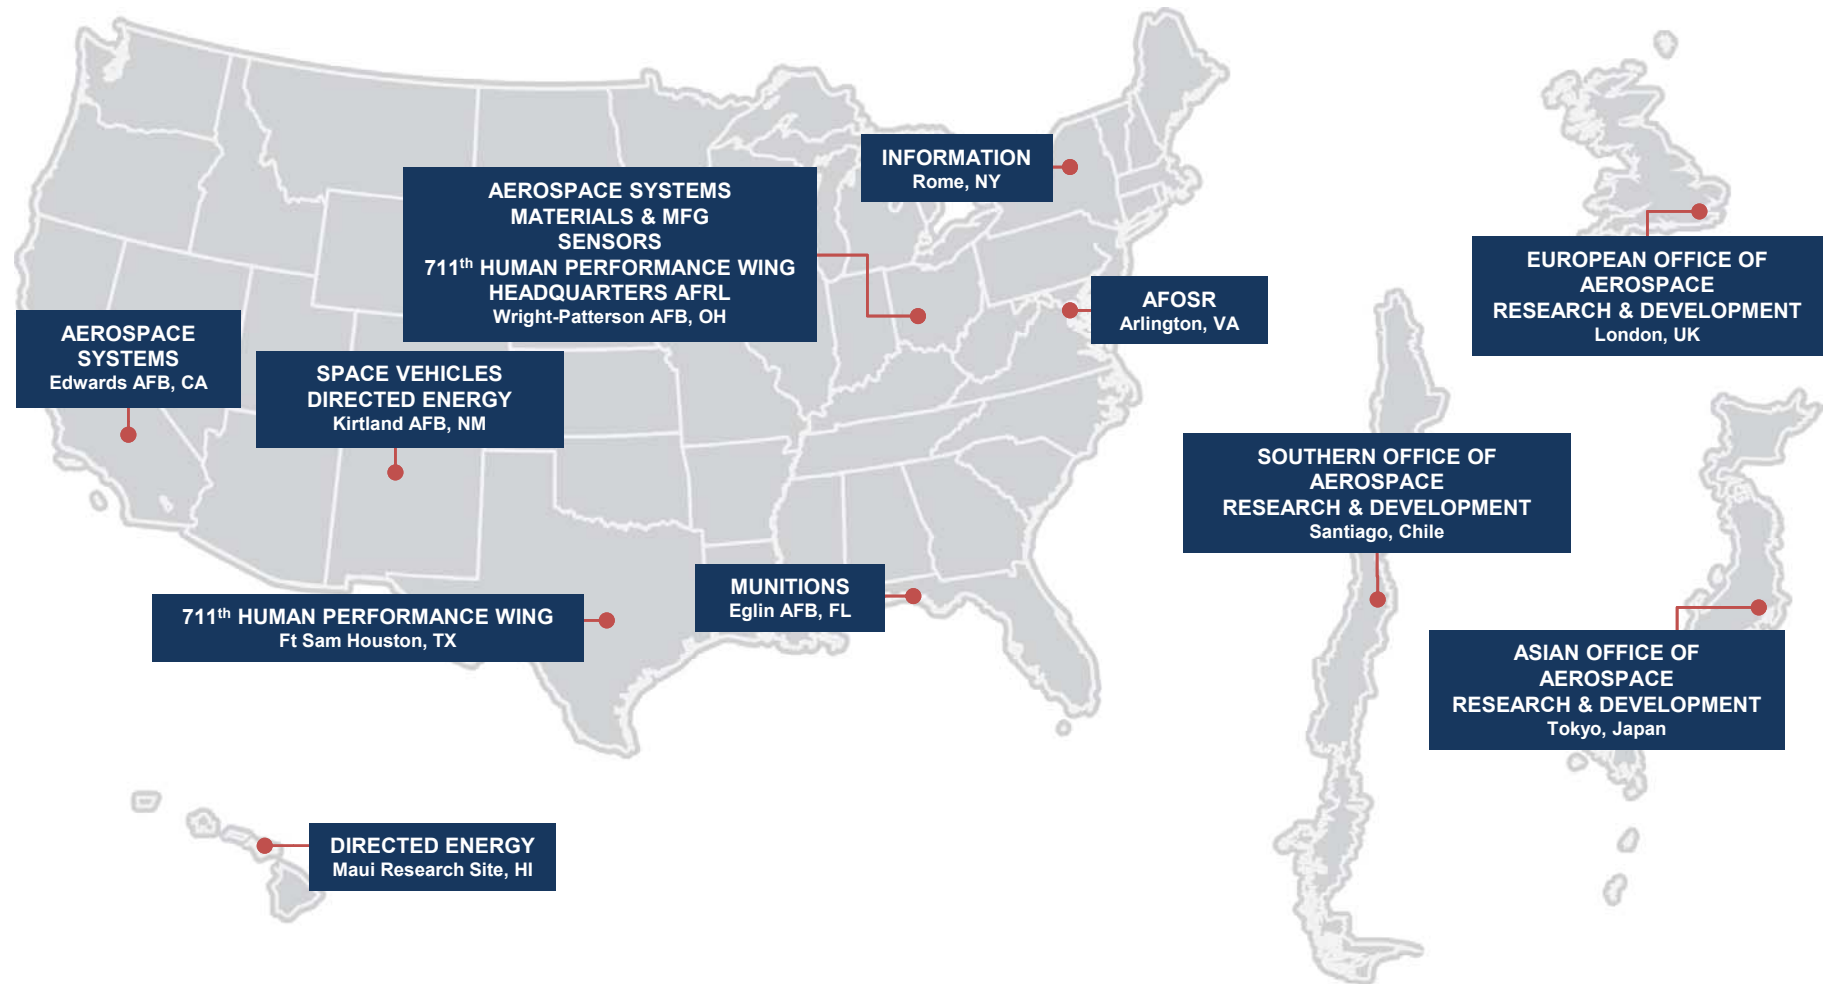 INFORMATION
Rome, NY
AEROSPACE SYSTEMS
MATERIALS & MFG
SENSORS
711th HUMAN PERFORMANCE WING
HEADQUARTERS AFRL
Wright-Patterson AFB, OH
EUROPEAN OFFICE OF
AEROSPACE
RESEARCH & DEVELOPMENT
London, UK
AFOSR
Arlington, VA
AEROSPACE
SYSTEMS
Edwards AFB, CA
SPACE VEHICLES
DIRECTED ENERGY
Kirtland AFB, NM
SOUTHERN OFFICE OF
AEROSPACE
RESEARCH & DEVELOPMENT
Santiago, Chile
MUNITIONS
Eglin AFB, FL
711th HUMAN PERFORMANCE WING
Ft Sam Houston, TX
ASIAN OFFICE OF
AEROSPACE
RESEARCH & DEVELOPMENT
Tokyo, Japan
DIRECTED ENERGY
Maui Research Site, HI